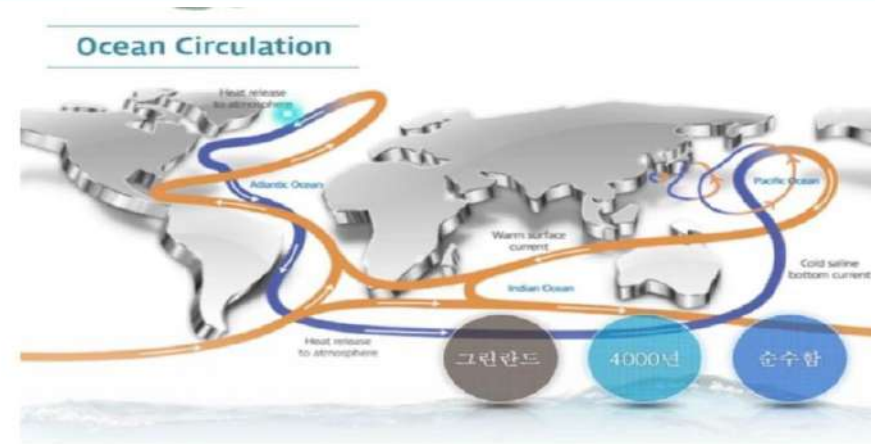 Ocean Circulation
Heat release
to atmosphere
Atlantic Ocean
Pacific Ocean
Warm surface
current
Cold saline
bottom current
Indian Ocean
Heat release
to atmosphere
그린란드
4000년
순수함